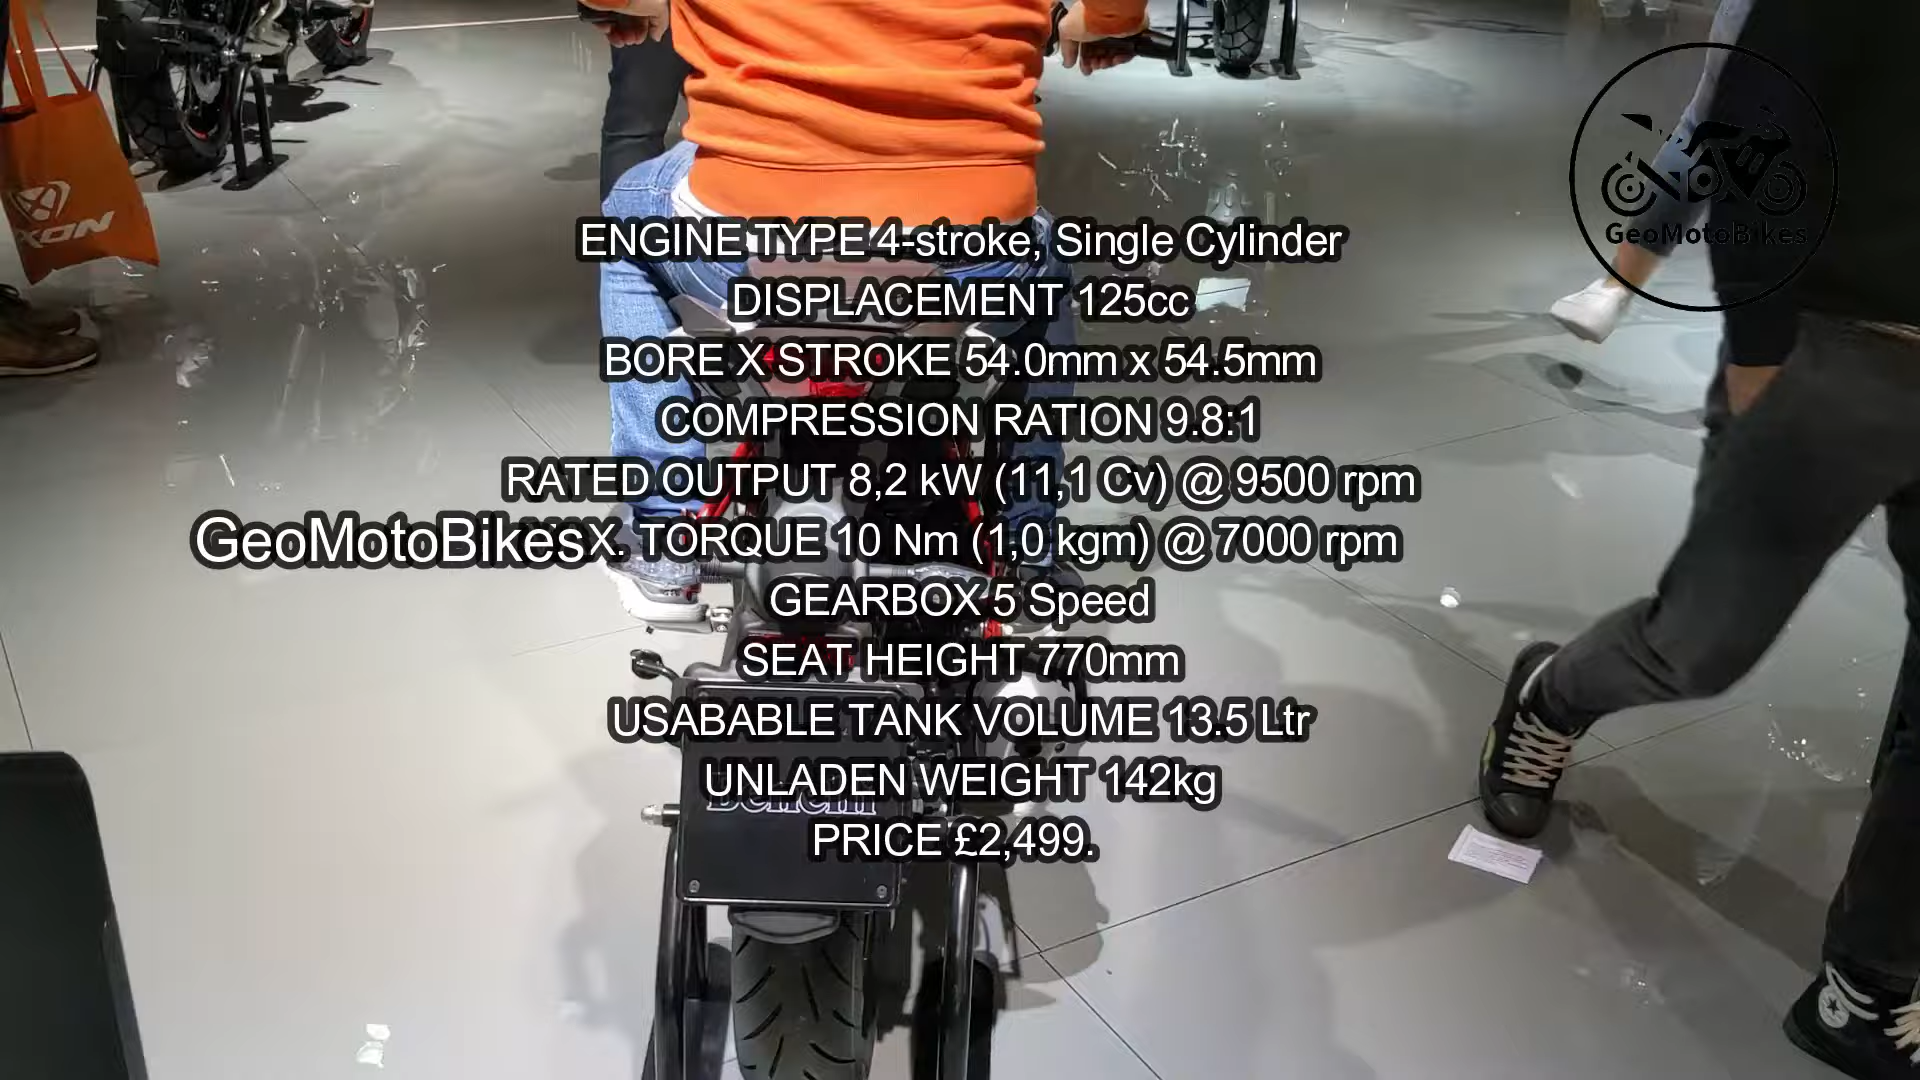 XON
GeoMotoBikes
ENGINE TYPE 4-stroke, Single Cylinder
DISPLACEMENT 125cc
BORE X STROKE 54.0mm x 54.5mm
COMPRESSION RATION 9.8:1
RATED OUTPUT 8,2 kW (11,1 Cv) @ 9500 rpm
GeoMotoBikes X. TORQUE 10 Nm (1,0 kgm) @ 7000 rpm
GEARBOX 5 Speed
SEAT HEIGHT 770mm
USABABLE TANK VOLUME 13.5 Ltr
UNLADEN WEIGHT 142kg
Benelli
PRICE £2,499.